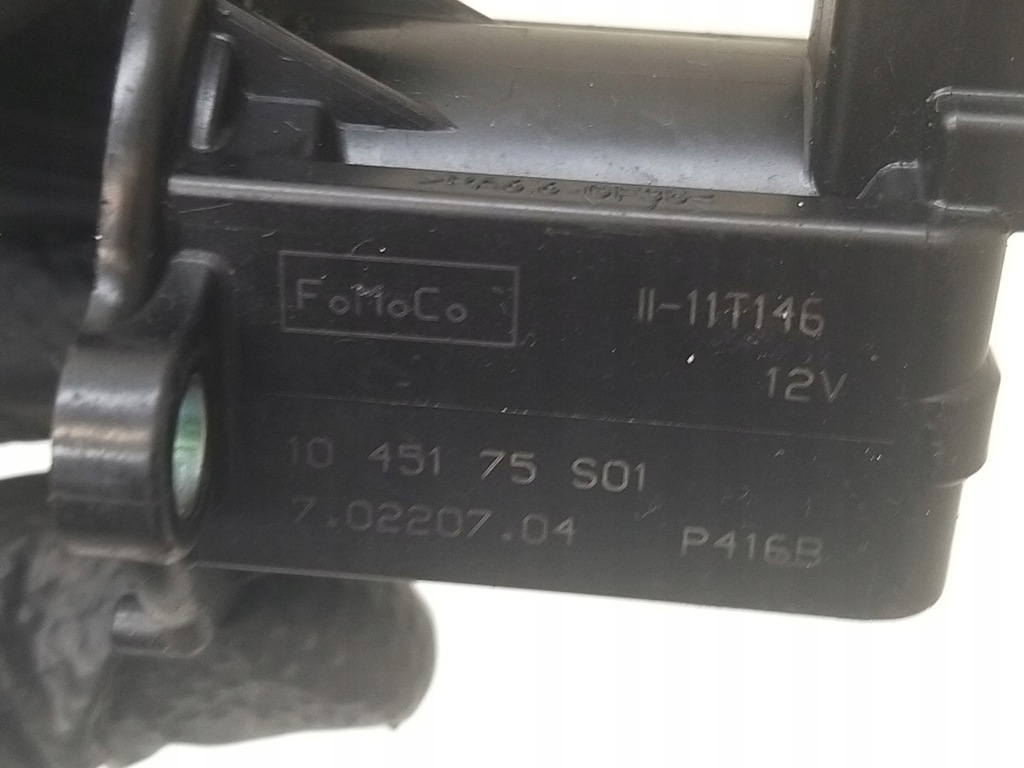 FoMoCo
II-11T146
12V
10 451 75 S01
7.02207.04
P416B